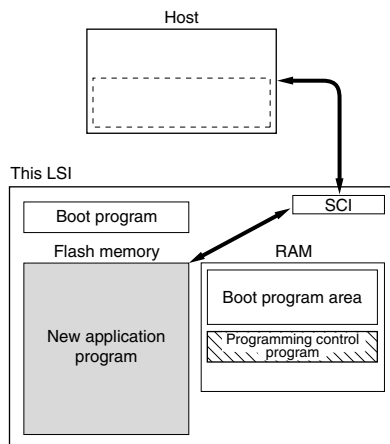 Host
This LSI
SCI
Boot program
Flash memory
RAM
New application
program
Boot program area
Programming control
program